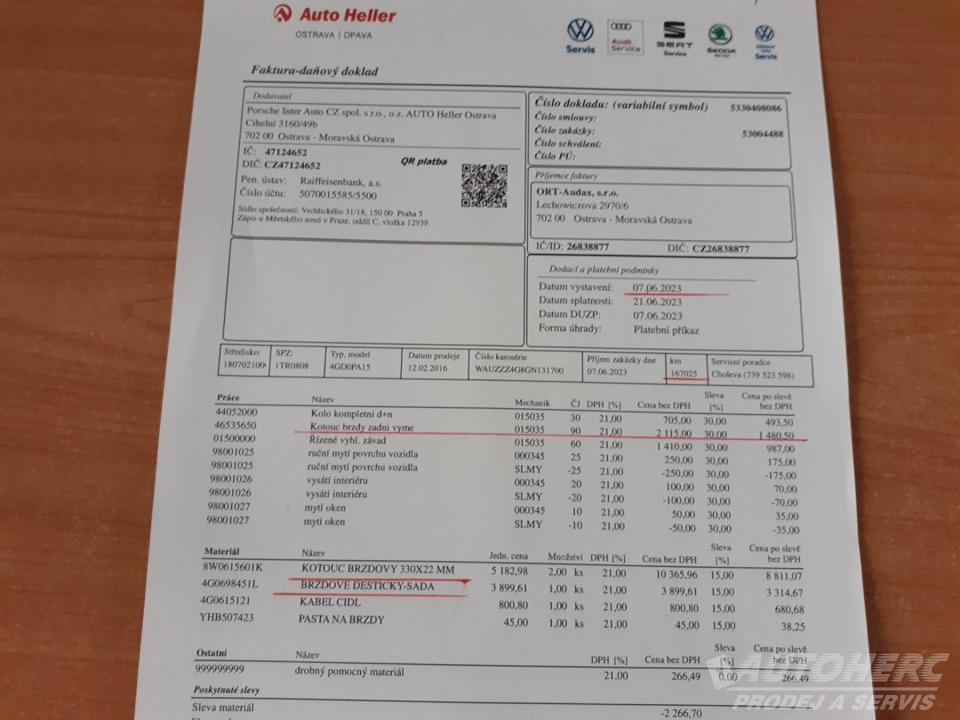 Auto Heller
OSTRAVA | OPAVA
Servis
Audi Service
SEAT Service
ŠKODA
Servis
Faktura-daňový doklad
Dodavatel
Porsche Inter Auto CZ spol. s r.o., o.z. AUTO Heller Ostrava
Cihelní 3160/49b
702 00 Ostrava - Moravská Ostrava
IČ: 47124652
DIČ: CZ47124652
QR platba
Pen. ústav: Raiffeisenbank, a.s.
Číslo účtu: 5070015585/5500
Sídlo společnosti: Vrchlického 31/18, 150 00 Praha 5
Zápis u Městského soud v Praze, oddíl C, vložka 12939.
Číslo dokladu: (variabilní symbol) 5330408086
Číslo smlouvy:
Číslo zakázky: 53004488
Číslo schválení:
Číslo PÚ:
Příjemce faktury
ORT-Audax, s.r.o.
Lechowiczova 2970/6
702 00 Ostrava - Moravská Ostrava
IČ/ID: 26838877 DIČ: CZ26838877
Dodací a platební podmínky
Datum vystavení: 07.06.2023
Datum splatnosti: 21.06.2023
Datum DUZP: 07.06.2023
Forma úhrady: Platební příkaz
Středisko: SPZ: Typ, model Datum prodeje Číslo karosérie Příjem zakázky dne km Servisní poradce
180702100 1TR0808 4GD0PA15 12.02.2016 WAUZZZ4G8GN131700 07.06.2023 167025 Choleva (739 523 598)
Práce Název Mechanik ČJ DPH [%] Cena bez DPH Sleva [%] Cena po slevě bez DPH
44052000 Kolo kompletní d+n 015035 30 21,00 705,00 30,00 493,50
46535650 Kotouc brzdy zadni vyme 015035 90 21,00 2 115,00 30,00 1 480,50
01500000 Řízené vyhl. závad 015035 60 21,00 1 410,00 30,00 987,00
98001025 ruční mytí povrchu vozidla 000345 25 21,00 250,00 30,00 175,00
98001025 ruční mytí povrchu vozidla SLMY -25 21,00 -250,00 30,00 -175,00
98001026 vysátí interiéru 000345 20 21,00 100,00 30,00 70,00
98001026 vysátí interiéru SLMY -20 21,00 -100,00 30,00 -70,00
98001027 mytí oken 000345 10 21,00 50,00 30,00 35,00
98001027 mytí oken SLMY -10 21,00 -50,00 30,00 -35,00
Materiál Název Jedn. cena Množství DPH [%] Cena bez DPH Sleva [%] Cena po slevě bez DPH
8W0615601K KOTOUC BRZDOVY 330X22 MM 5 182,98 2,00 ks 21,00 10 365,96 15,00 8 811,07
4G0698451L BRZDOVE DESTICKY-SADA 3 899,61 1,00 ks 21,00 3 899,61 15,00 3 314,67
4G0615121 KABEL CIDL 800,80 1,00 ks 21,00 800,80 15,00 680,68
YHB507423 PASTA NA BRZDY 45,00 1,00 ks 21,00 45,00 15,00 38,25
Ostatní Název DPH [%] Cena bez DPH Sleva [%] Cena po slevě bez DPH
999999999 drobný pomocný materiál 21,00 266,49 0,00 266,49
Poskytnuté slevy
Sleva materiál -2 266,70
AUTOHERC
PRODEJ A SERVIS